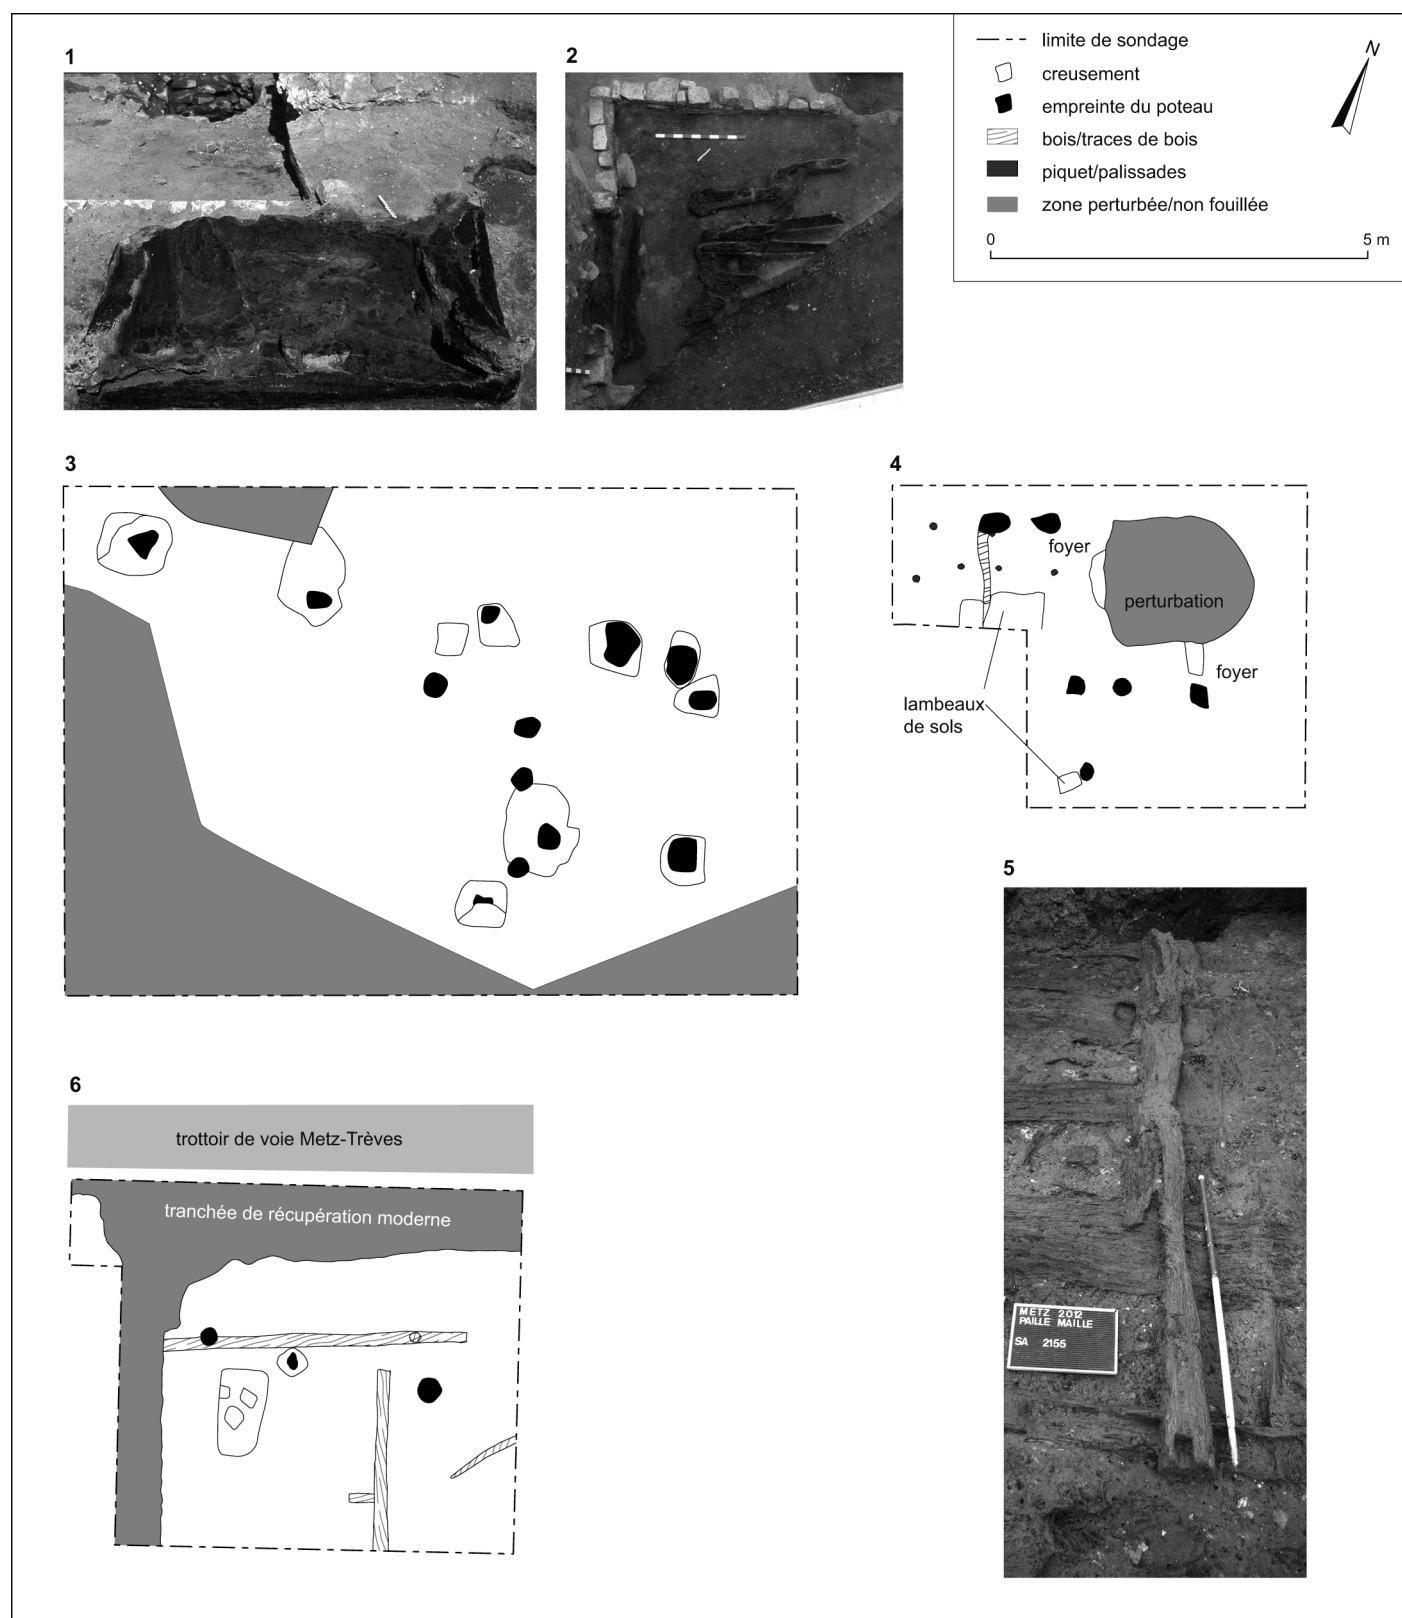 1
2
limite de sondage
creusement
empreinte du poteau
bois/traces de bois
piquet/palissades
zone perturbée/non fouillée
0 5 m
N
3
4
foyer
perturbation
foyer
lambeaux
de sols
5
METZ 2012
PAILLE MAILLE
SA 2155
6
trottoir de voie Metz-Trèves
tranchée de récupération moderne